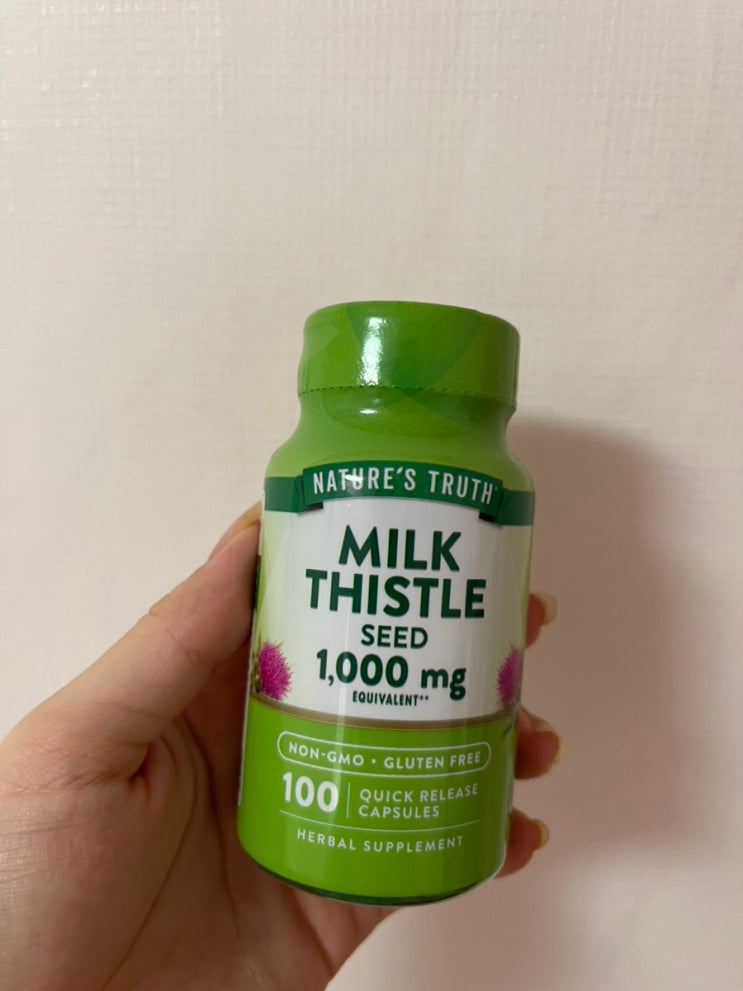 NATURE'S TRUTH
MILK
THISTLE
SEED
1,000 mg
EQUIVALENT**
NON-GMO • GLUTEN FREE
100
QUICK RELEASE
CAPSULES
HERBAL SUPPLEMENT